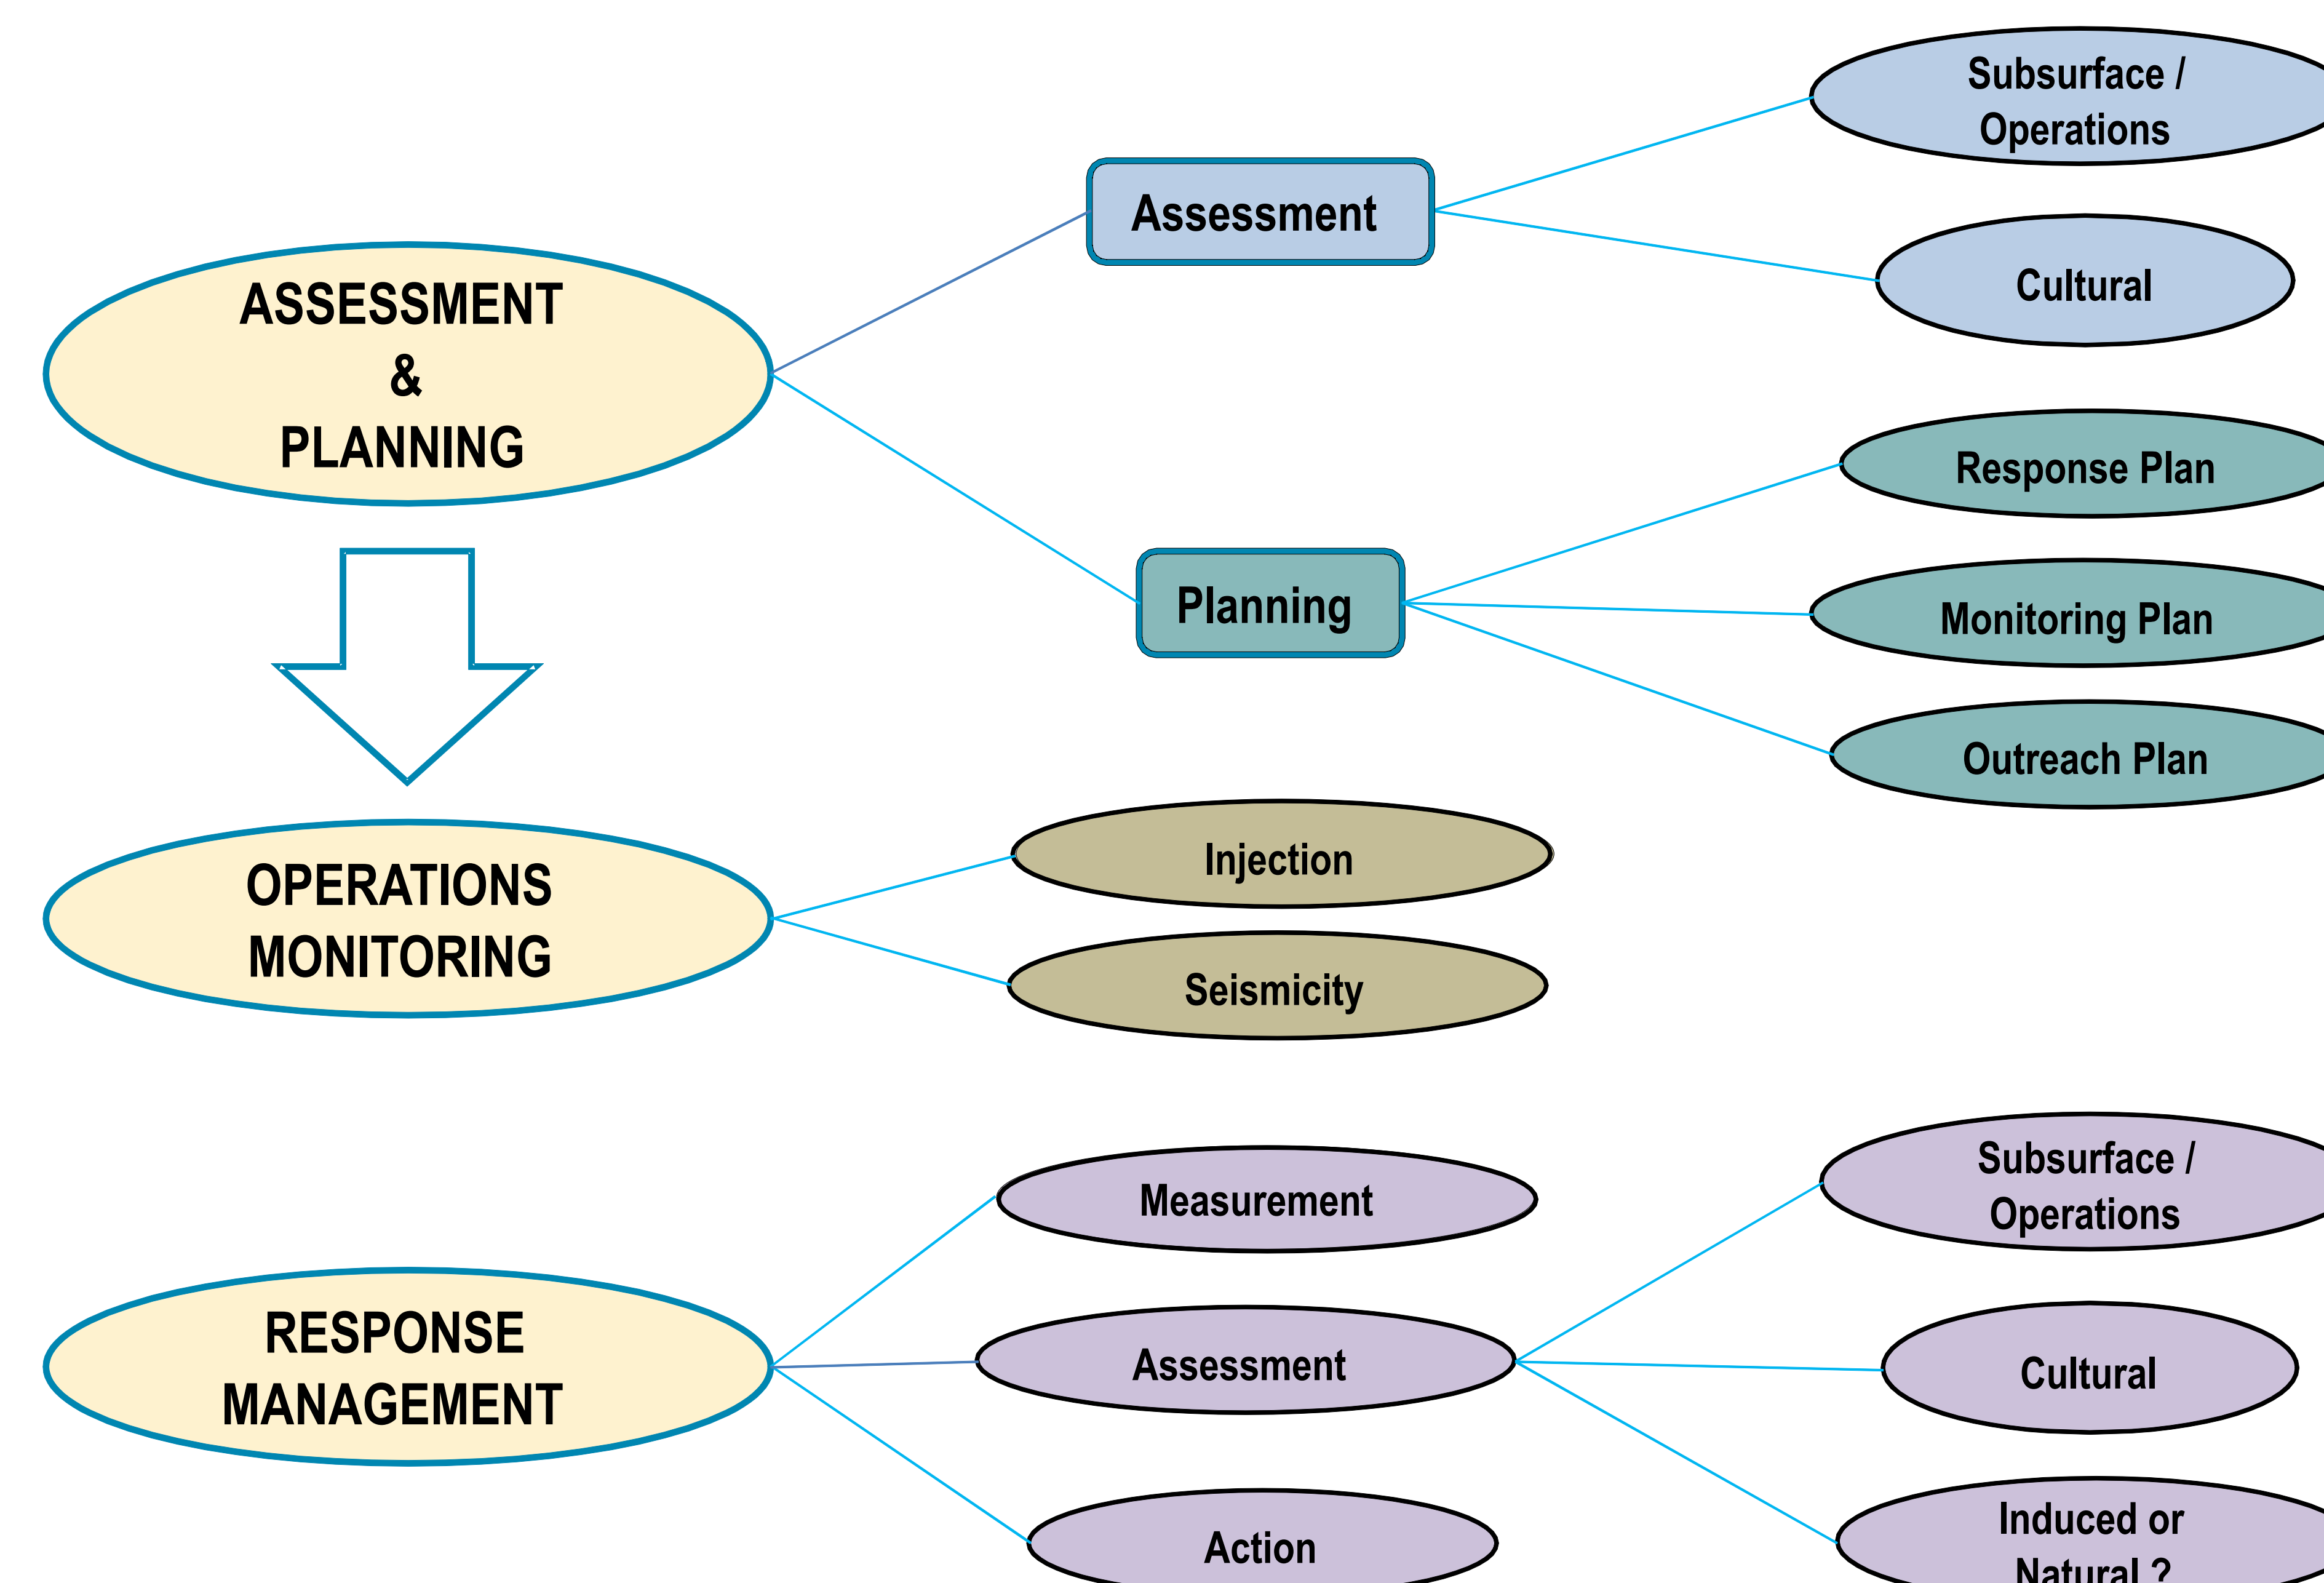 ASSESSMENT
&
PLANNING
Assessment
Subsurface /
Operations
Cultural
Planning
Response Plan
Monitoring Plan
Outreach Plan
OPERATIONS
MONITORING
Injection
Seismicity
RESPONSE
MANAGEMENT
Measurement
Assessment
Subsurface /
Operations
Cultural
Induced or
Natural ?
Action